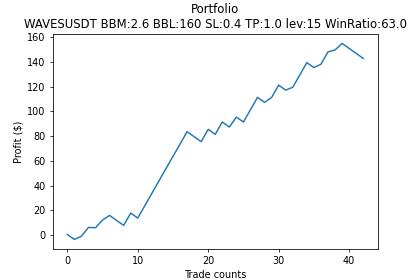 Portfolio
WAVESUSDT BBM:2.6 BBL:160 SL:0.4 TP:1.0 lev:15 WinRatio:63.0
160
140
120
100
80
60
40
20
0
Profit ($)
0 10 20 30 40
Trade counts